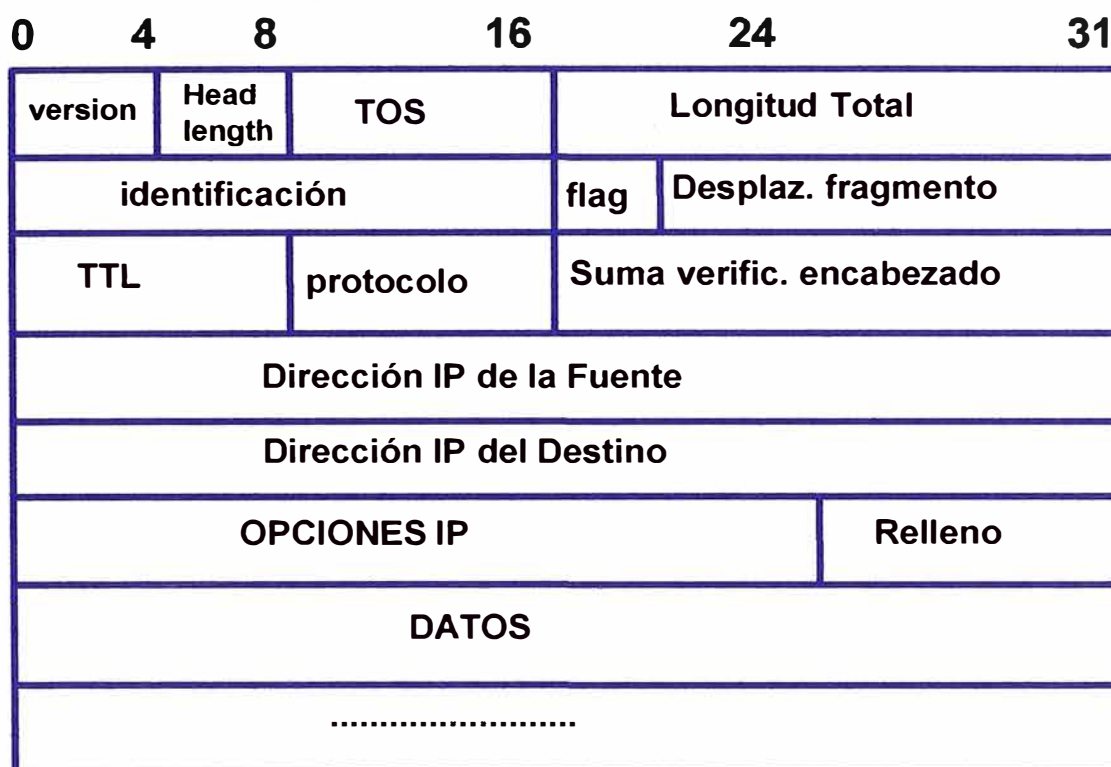 0 4 8 16 24 31
version Head length TOS Longitud Total
identificación flag Desplaz. fragmento
TTL protocolo Suma verific. encabezado
Dirección IP de la Fuente
Dirección IP del Destino
OPCIONES IP Relleno
DATOS
........................